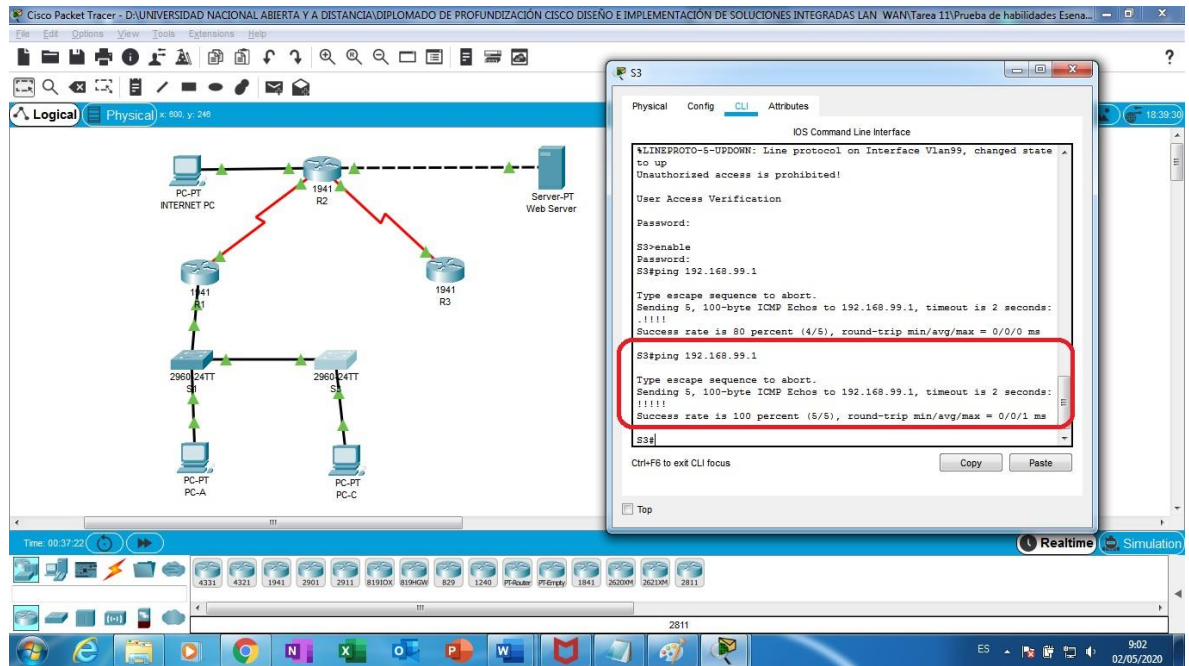 Cisco Packet Tracer - D:\UNIVERSIDAD NACIONAL ABIERTA Y A DISTANCIA\DIPLOMADO DE PROFUNDIZACIÓN CISCO DISEÑO E IMPLEMENTACIÓN DE SOLUCIONES INTEGRADAS LAN WAN\Tarea 11\Prueba de habilidades Esena...
File Edit Options View Tools Extensions Help
?
Logical Physical x: 800, y: 246
18:39:30
PC-PT
INTERNET PC
1941
R2
Server-PT
Web Server
1941
R1
1941
R3
2960-24TT
S1
2960-24TT
PC-PT
PC-A
PC-PT
PC-C
S3
Physical Config CLI Attributes
IOS Command Line Interface
%LINEPROTO-5-UPDOWN: Line protocol on Interface Vlan99, changed state
to up
Unauthorized access is prohibited!
User Access Verification
Password:
S3>enable
Password:
S3#ping 192.168.99.1
Type escape sequence to abort.
Sending 5, 100-byte ICMP Echos to 192.168.99.1, timeout is 2 seconds:
.!!!!
Success rate is 80 percent (4/5), round-trip min/avg/max = 0/0/0 ms
S3#ping 192.168.99.1
Type escape sequence to abort.
Sending 5, 100-byte ICMP Echos to 192.168.99.1, timeout is 2 seconds:
!!!!!
Success rate is 100 percent (5/5), round-trip min/avg/max = 0/0/1 ms
S3#
Ctrl+F6 to exit CLI focus
Copy Paste
Top
Time: 00:37:22
Realtime Simulation
4331 4321 1941 2901 2911 819IOX 819HGW 829 1240 PT-Router PT-Empty 1841 2620XM 2621XM 2811
2811
ES
9:02
02/05/2020